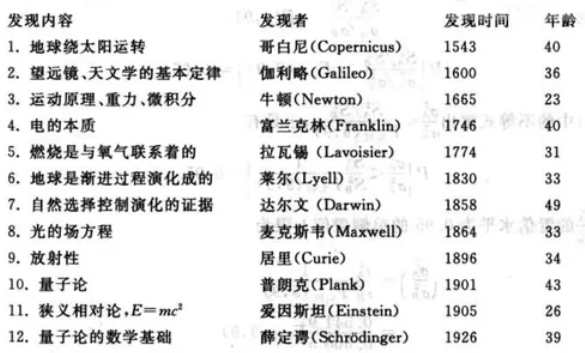 发现内容 发现者 发现时间 年龄
1. 地球绕太阳运转 哥白尼(Copernicus) 1543 40
2. 望远镜、天文学的基本定律 伽利略(Galileo) 1600 36
3. 运动原理、重力、微积分 牛顿(Newton) 1665 23
4. 电的本质 富兰克林(Franklin) 1746 40
5. 燃烧是与氧气联系着的 拉瓦锡(Lavoisier) 1774 31
6. 地球是渐进过程演化成的 莱尔(Lyell) 1830 33
7. 自然选择控制演化的证据 达尔文(Darwin) 1858 49
8. 光的场方程 麦克斯韦(Maxwell) 1864 33
9. 放射性 居里(Curie) 1896 34
10. 量子论 普朗克(Plank) 1901 43
11. 狭义相对论,E=mc² 爱因斯坦(Einstein) 1905 26
12. 量子论的数学基础 薛定谔(Schrödinger) 1926 39